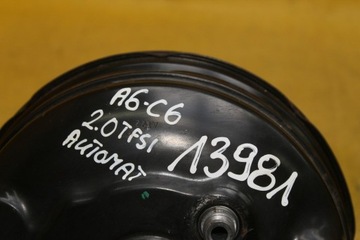 A6-C6
2.0TFSI
AUTOMAT
13981